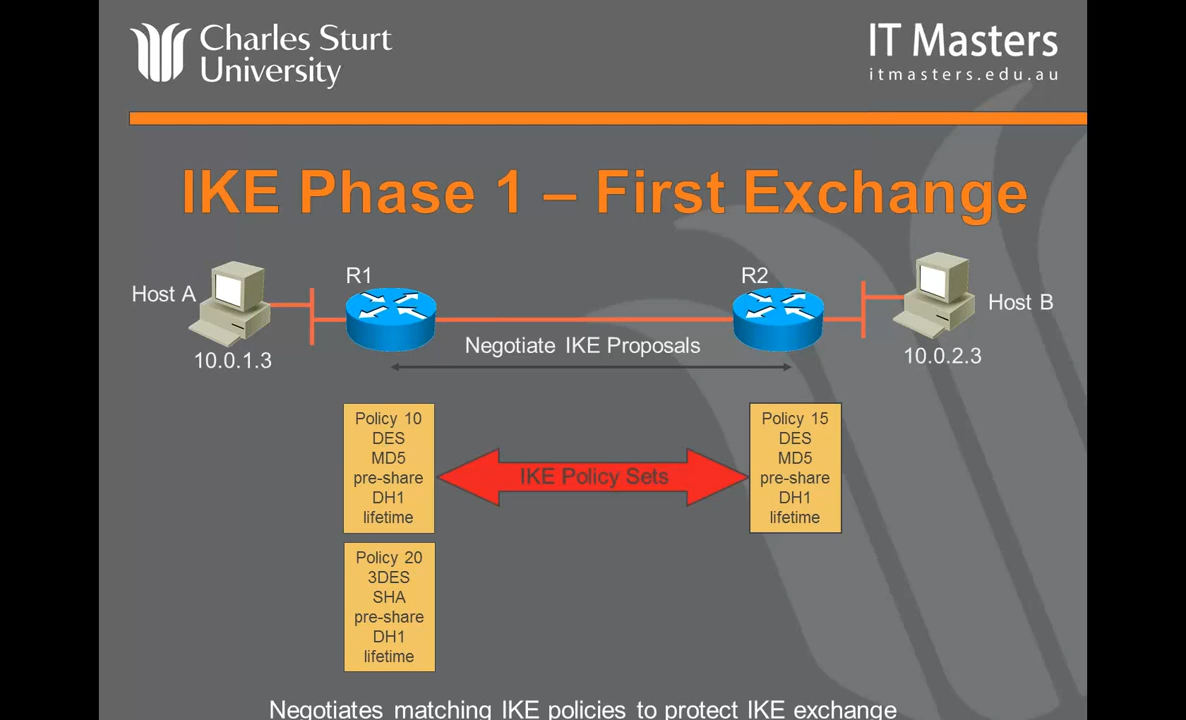 Charles Sturt
University
IT Masters
itmasters.edu.au
IKE Phase 1 – First Exchange
Host A
R1
R2
Host B
10.0.1.3
Negotiate IKE Proposals
10.0.2.3
Policy 10
DES
MD5
pre-share
DH1
lifetime
IKE Policy Sets
Policy 15
DES
MD5
pre-share
DH1
lifetime
Policy 20
3DES
SHA
pre-share
DH1
lifetime
Negotiates matching IKE policies to protect IKE exchange